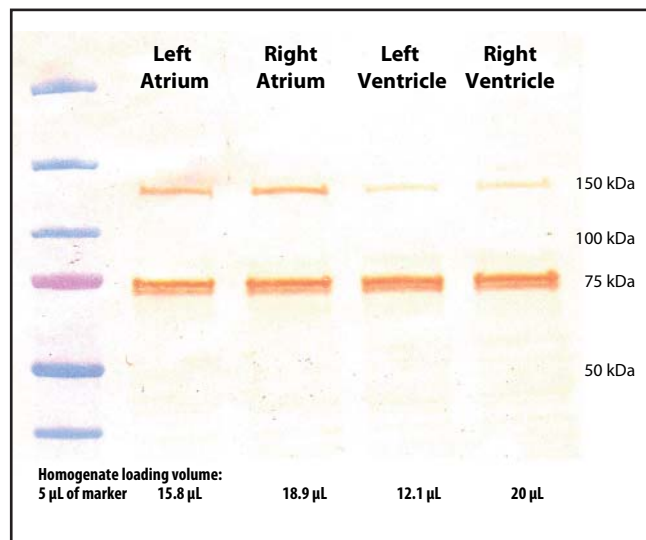 Left Atrium
Right Atrium
Left Ventricle
Right Ventricle
150 kDa
100 kDa
75 kDa
50 kDa
Homogenate loading volume:
5 µL of marker 15.8 µL 18.9 µL 12.1 µL 20 µL